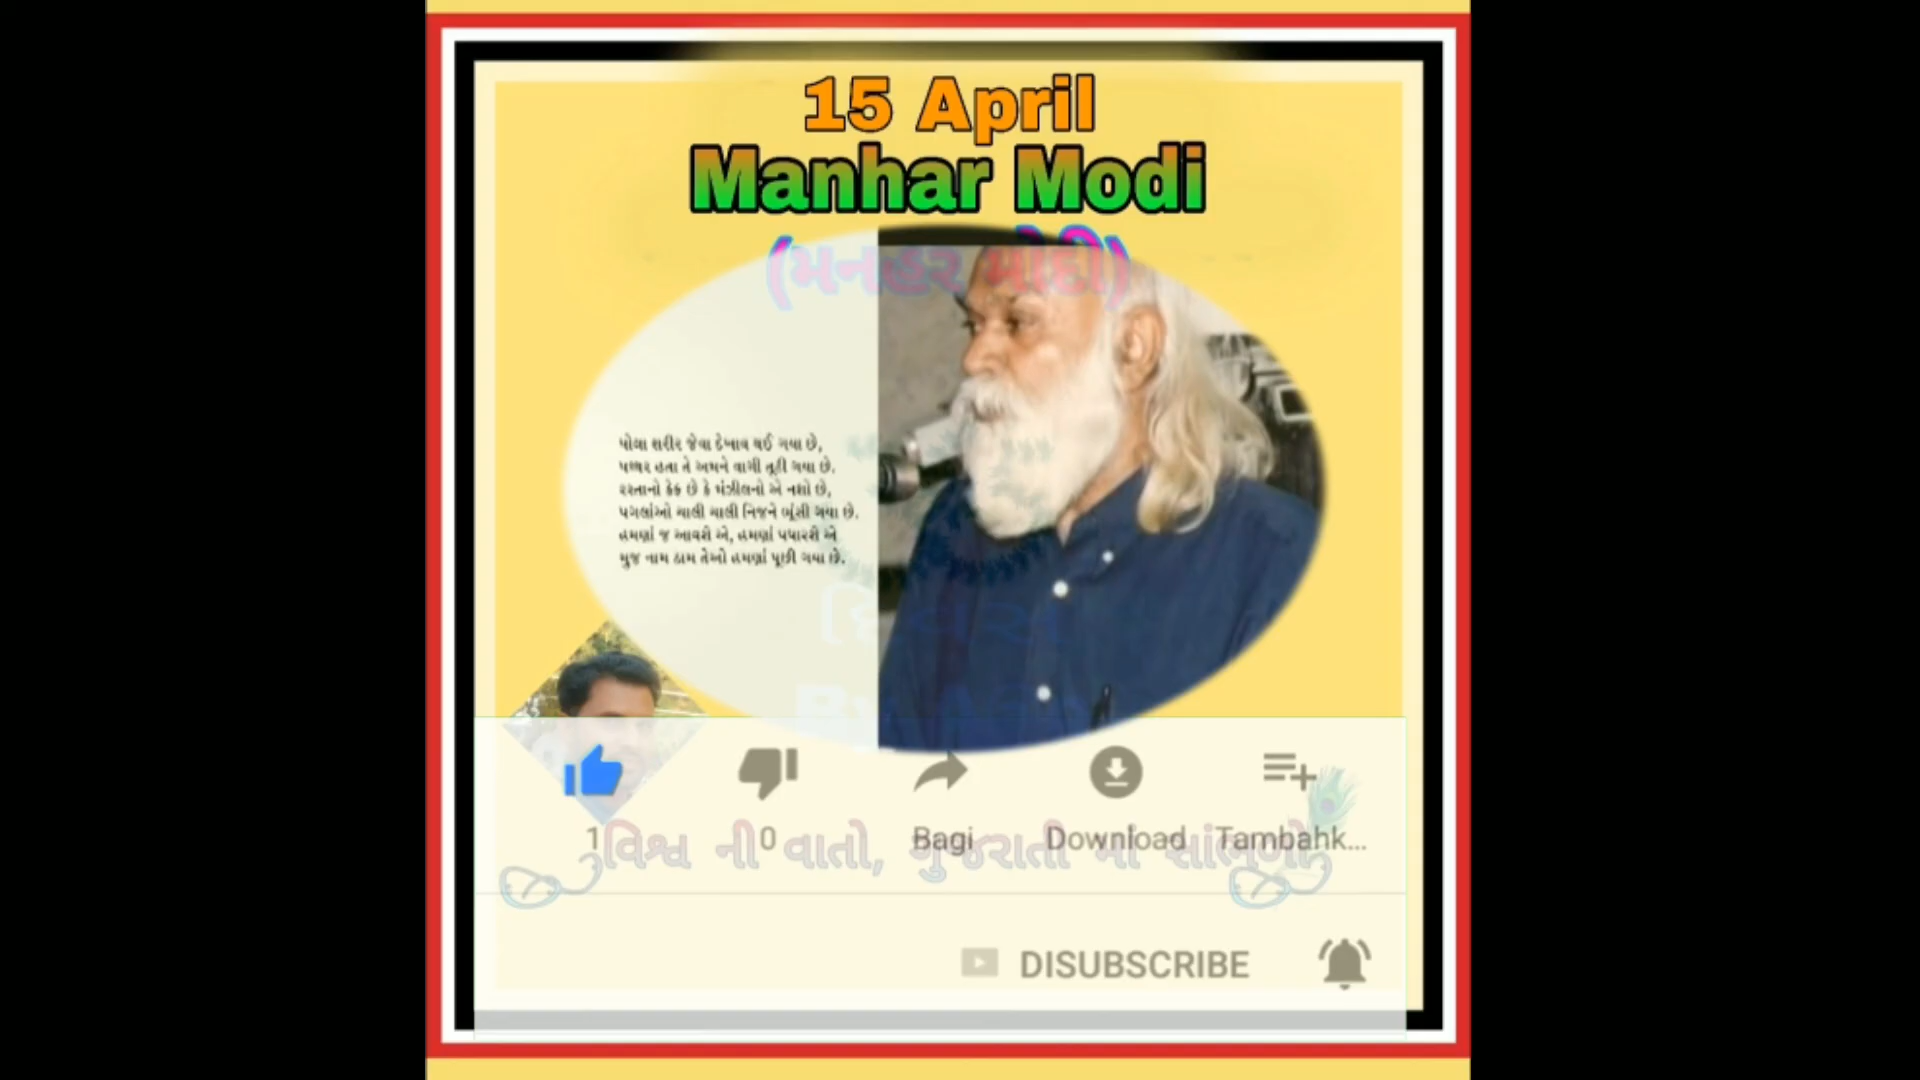 15 April
Manhar Modi
(મનહર મોદી)
પોલા શરીર જેવા દેખાવ થઈ ગયા છે,
પથ્થર હતા તે અમને વાગી તૂટી ગયા છે.
રસ્તાનો કેફ છે કે મંઝીલનો એ નશો છે,
પગલાંઓ ચાલી ચાલી નિજને ભૂંસી ગયા છે.
હમણાં જ આવશે એ, હમણાં પધારશે એ
મુજ નામ ઠામ તેઓ હમણાં પૂછી ગયા છે.
1 0 Bagi Download Tambahk...
વિશ્વ ની વાતો, ગુજરાતી માં સાંભળો
DISUBSCRIBE